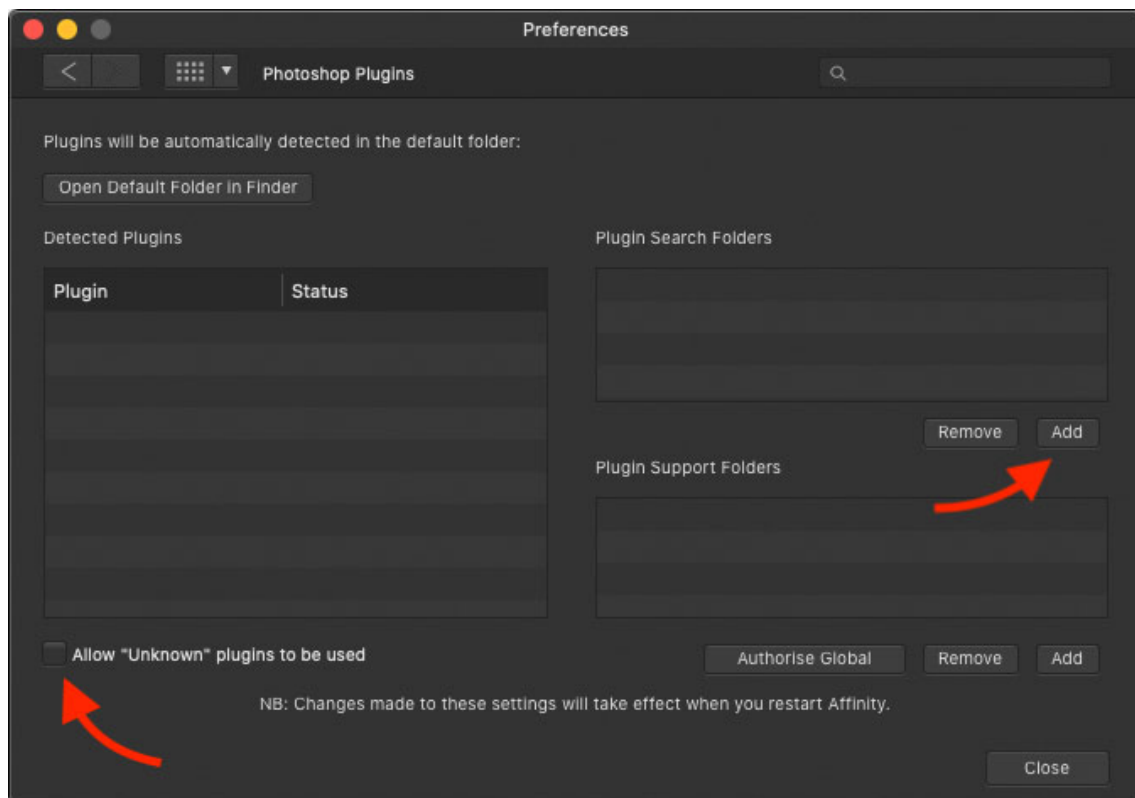 Preferences
Photoshop Plugins
Plugins will be automatically detected in the default folder:
Open Default Folder in Finder
Detected Plugins
Plugin Search Folders
Plugin Status
Remove Add
Plugin Support Folders
Allow "Unknown" plugins to be used
Authorise Global Remove Add
NB: Changes made to these settings will take effect when you restart Affinity.
Close